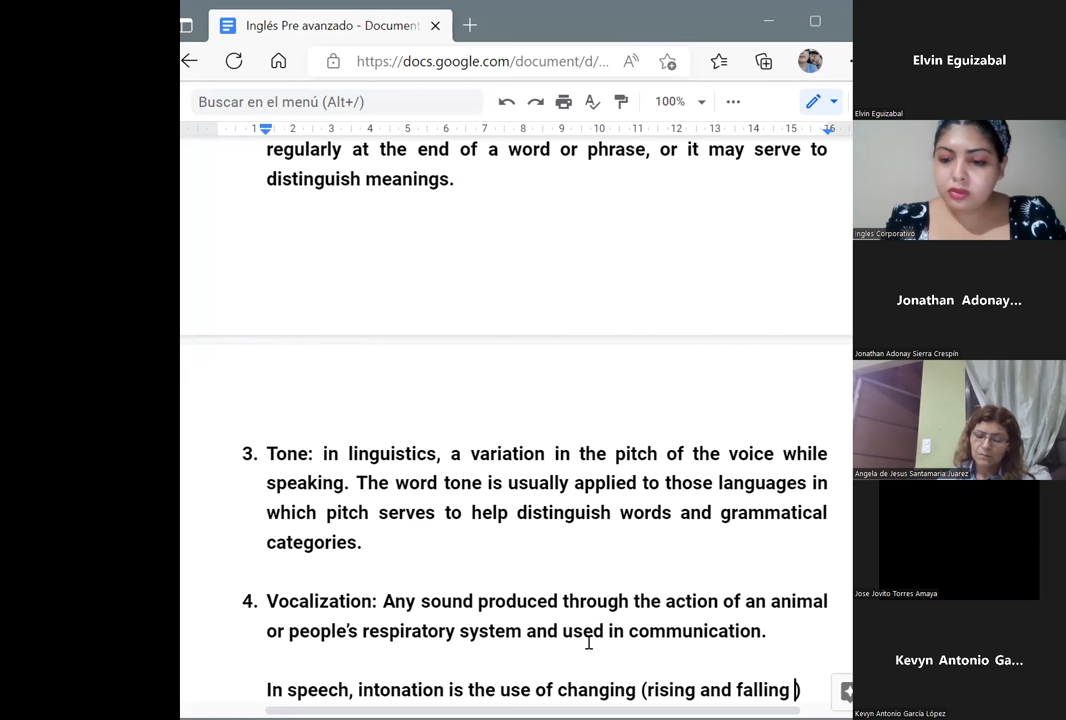 Inglés Pre avanzado - Document
https://docs.google.com/document/d/...
Buscar en el menú (Alt+/)
100%
1 2 3 4 5 6 7 8 9 10 11 12 13 14 15 16
regularly at the end of a word or phrase, or it may serve to
distinguish meanings.
3. Tone: in linguistics, a variation in the pitch of the voice while
speaking. The word tone is usually applied to those languages in
which pitch serves to help distinguish words and grammatical
categories.
4. Vocalization: Any sound produced through the action of an animal
or people's respiratory system and used in communication.
In speech, intonation is the use of changing (rising and falling )
Elvin Eguizabal
Elvin Eguizabal
Ingles Corporativo
Jonathan Adonay...
Jonathan Adonay Sierra Crespín
Angela de Jesus Santamaria Juarez
Jose Jovito Torres Amaya
Kevyn Antonio Ga...
Kevyn Antonio García López